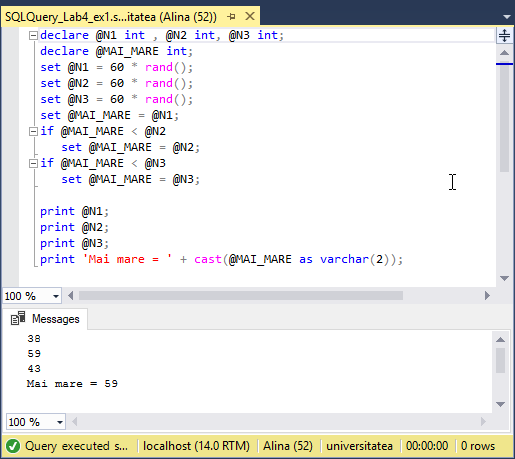 SQLQuery_Lab4_ex1.s...itatea (Alina (52))
declare @N1 int , @N2 int, @N3 int;
declare @MAI_MARE int;
set @N1 = 60 * rand();
set @N2 = 60 * rand();
set @N3 = 60 * rand();
set @MAI_MARE = @N1;
if @MAI_MARE < @N2
set @MAI_MARE = @N2;
if @MAI_MARE < @N3
set @MAI_MARE = @N3;
print @N1;
print @N2;
print @N3;
print 'Mai mare = ' + cast(@MAI_MARE as varchar(2));
100 %
Messages
38
59
43
Mai mare = 59
100 %
Query executed s... localhost (14.0 RTM) Alina (52) universitatea 00:00:00 0 rows